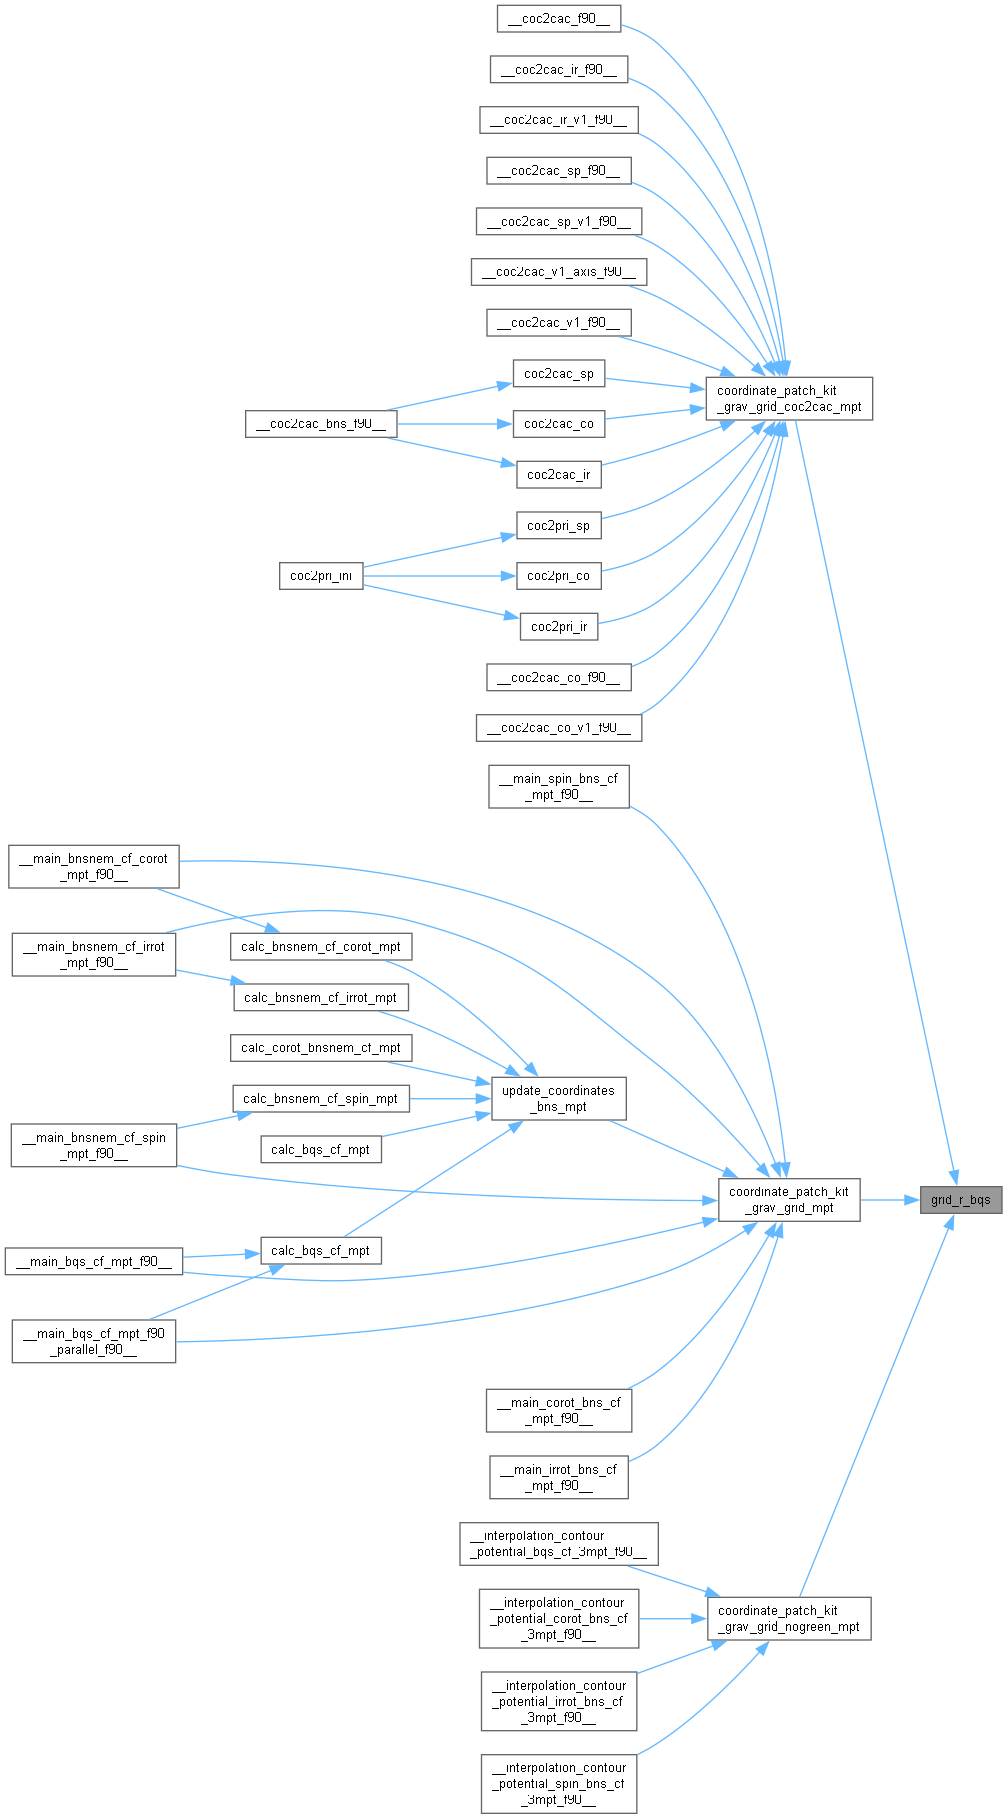 __coc2cac_f90__
__coc2cac_ir_f90__
__coc2cac_ir_v1_f90__
__coc2cac_sp_f90__
__coc2cac_sp_v1_f90__
__coc2cac_v1_axis_f90__
__coc2cac_v1_f90__
coc2cac_sp
coordinate_patch_kit
_grav_grid_coc2cac_mpt
__coc2cac_bns_f90__
coc2cac_co
coc2cac_ir
coc2pri_sp
coc2pri_ini
coc2pri_co
coc2pri_ir
__coc2cac_co_f90__
__coc2cac_co_v1_f90__
__main_spin_bns_cf
_mpt_f90__
__main_bnsnem_cf_corot
_mpt_f90__
__main_bnsnem_cf_irrot
_mpt_f90__
calc_bnsnem_cf_corot_mpt
calc_bnsnem_cf_irrot_mpt
calc_corot_bnsnem_cf_mpt
calc_bnsnem_cf_spin_mpt
update_coordinates
_bns_mpt
__main_bnsnem_cf_spin
_mpt_f90__
calc_bqs_cf_mpt
coordinate_patch_kit
_grav_grid_mpt
grid_r_bqs
calc_bqs_cf_mpt
__main_bqs_cf_mpt_f90__
__main_bqs_cf_mpt_f90
_parallel_f90__
__main_corot_bns_cf
_mpt_f90__
__main_irrot_bns_cf
_mpt_f90__
__interpolation_contour
_potential_bqs_cf_3mpt_f90__
__interpolation_contour
_potential_corot_bns_cf
_3mpt_f90__
coordinate_patch_kit
_grav_grid_nogreen_mpt
__interpolation_contour
_potential_irrot_bns_cf
_3mpt_f90__
__interpolation_contour
_potential_spin_bns_cf
_3mpt_f90__